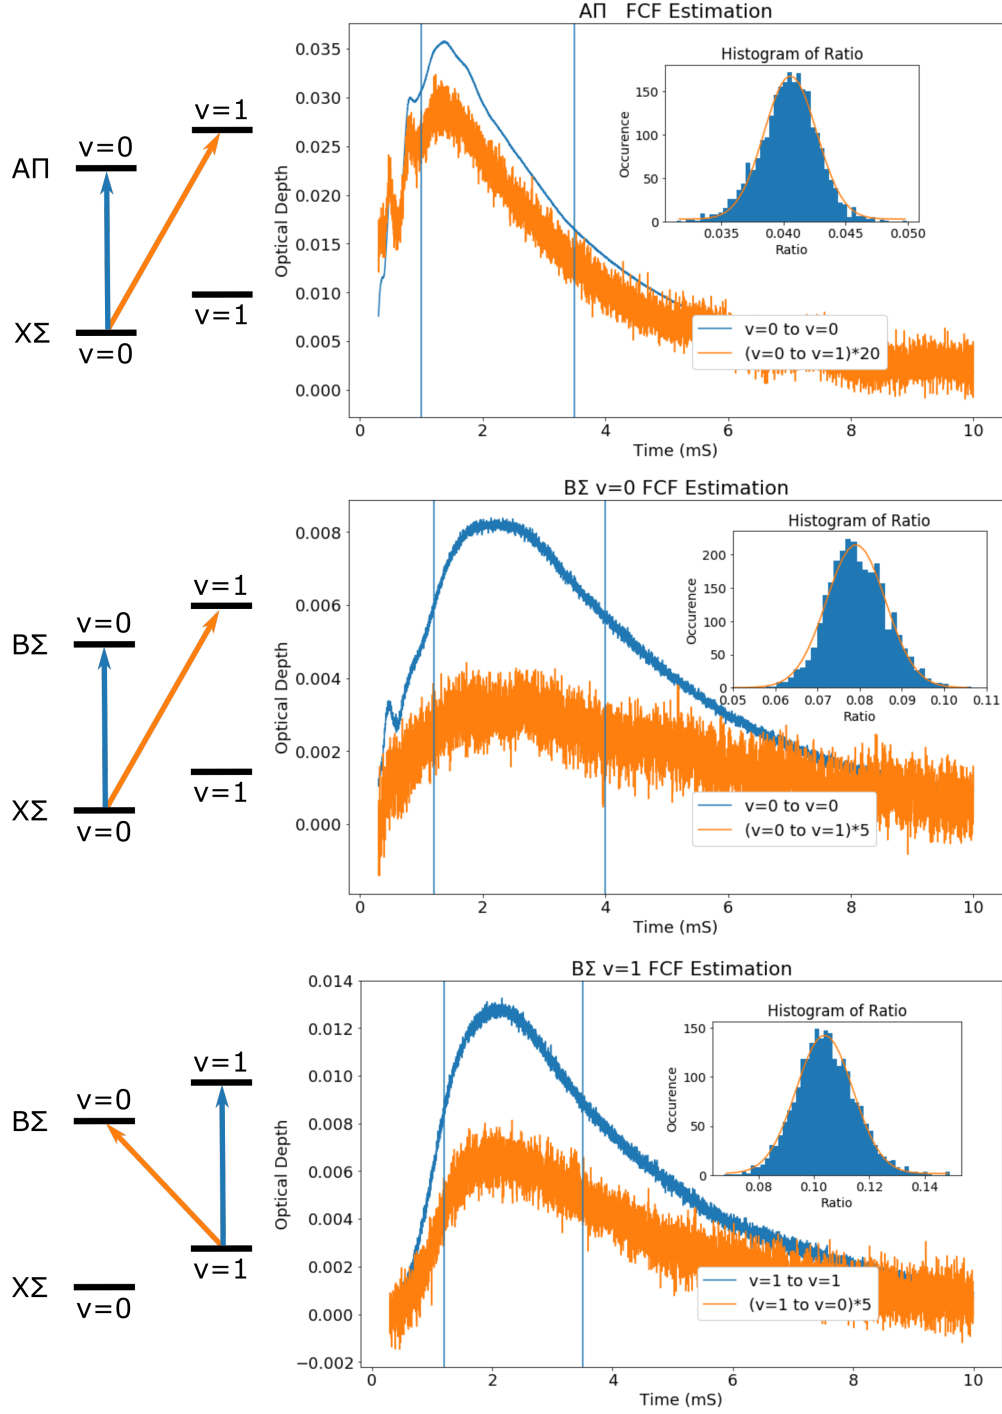 AΠ FCF Estimation
v=1
v=0
AΠ
v=1
XΣ
v=0
Optical Depth
0.035
0.030
0.025
0.020
0.015
0.010
0.005
0.000
0 2 4 6 8 10
Time (mS)
Histogram of Ratio
Occurence
150
100
50
0
0.035 0.040 0.045 0.050
Ratio
v=0 to v=0
(v=0 to v=1)*20
BΣ v=0 FCF Estimation
v=1
v=0
BΣ
v=1
XΣ
v=0
Optical Depth
0.008
0.006
0.004
0.002
0.000
0 2 4 6 8 10
Time (mS)
Histogram of Ratio
Occurence
200
150
100
50
0
0.05 0.06 0.07 0.08 0.09 0.10 0.11
Ratio
v=0 to v=0
(v=0 to v=1)*5
BΣ v=1 FCF Estimation
v=1
v=0
BΣ
v=1
XΣ
v=0
Optical Depth
0.014
0.012
0.010
0.008
0.006
0.004
0.002
0.000
−0.002
0 2 4 6 8 10
Time (mS)
Histogram of Ratio
Occurence
150
100
50
0
0.08 0.10 0.12 0.14
Ratio
v=1 to v=1
(v=1 to v=0)*5